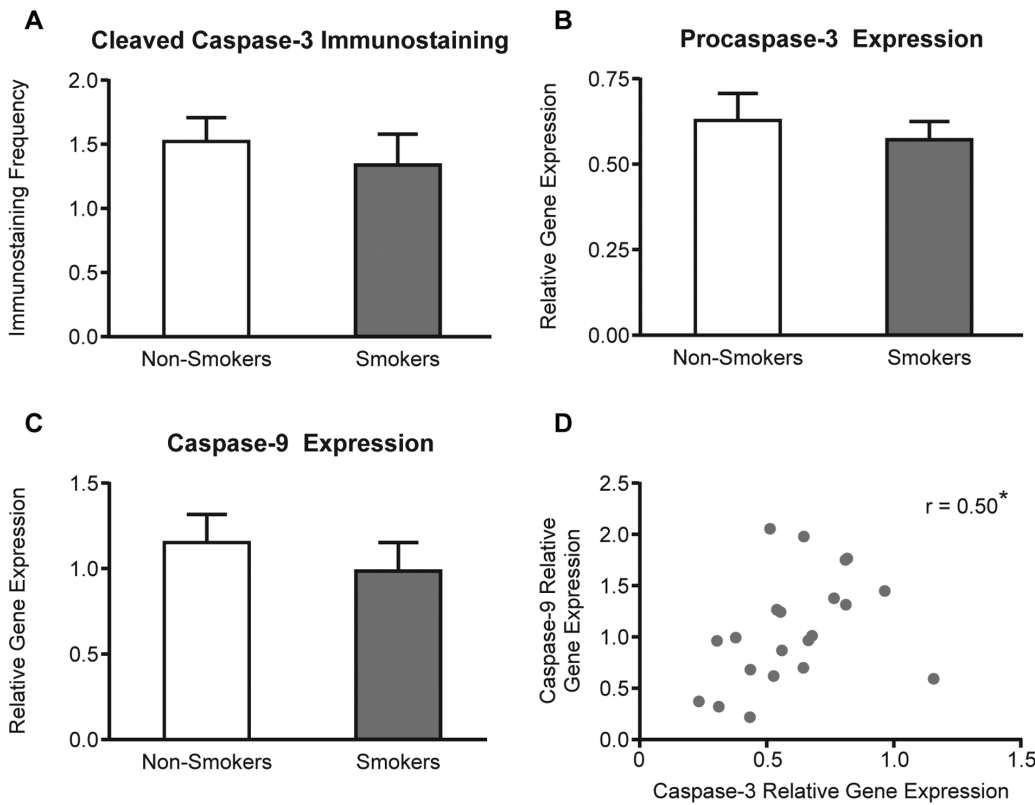 A
Cleaved Caspase-3 Immunostaining
Immunostaining Frequency
2.0
1.5
1.0
0.5
0.0
Non-Smokers Smokers
B
Procaspase-3 Expression
Relative Gene Expression
0.75
0.50
0.25
0.00
Non-Smokers Smokers
C
Caspase-9 Expression
Relative Gene Expression
1.5
1.0
0.5
0.0
Non-Smokers Smokers
D
Caspase-9 Relative
Gene Expression
2.5
2.0
1.5
1.0
0.5
0.0
r = 0.50*
0 0.5 1.0 1.5
Caspase-3 Relative Gene Expression